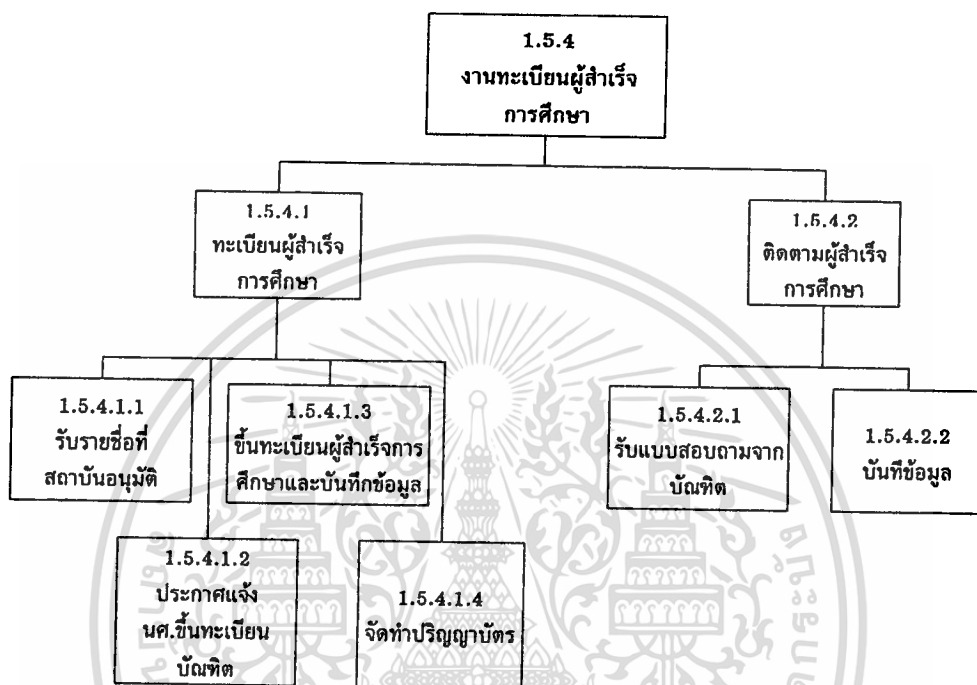 1.5.4
งานทะเบียนผู้สำเร็จ
การศึกษา
1.5.4.1
ทะเบียนผู้สำเร็จ
การศึกษา
1.5.4.2
ติดตามผู้สำเร็จ
การศึกษา
1.5.4.1.1
รับรายชื่อที่
สถาบันอนุมัติ
1.5.4.1.3
ขึ้นทะเบียนผู้สำเร็จการ
ศึกษาและบันทึกข้อมูล
1.5.4.2.1
รับแบบสอบถามจาก
บัณฑิต
1.5.4.2.2
บันทีข้อมูล
1.5.4.1.2
ประกาศแจ้ง
นศ.ขึ้นทะเบียน
บัณฑิต
1.5.4.1.4
จัดทำปริญญาบัตร